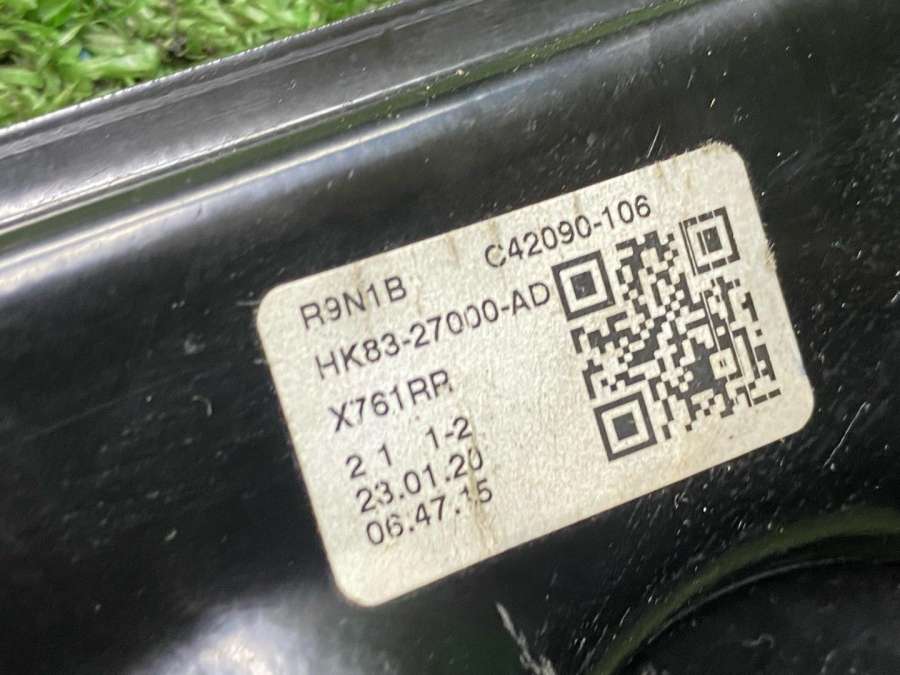 R9N1B C42090-106
HK83-27000-AD
X761RR
2 1 1-2
23.01.20
06.47.15